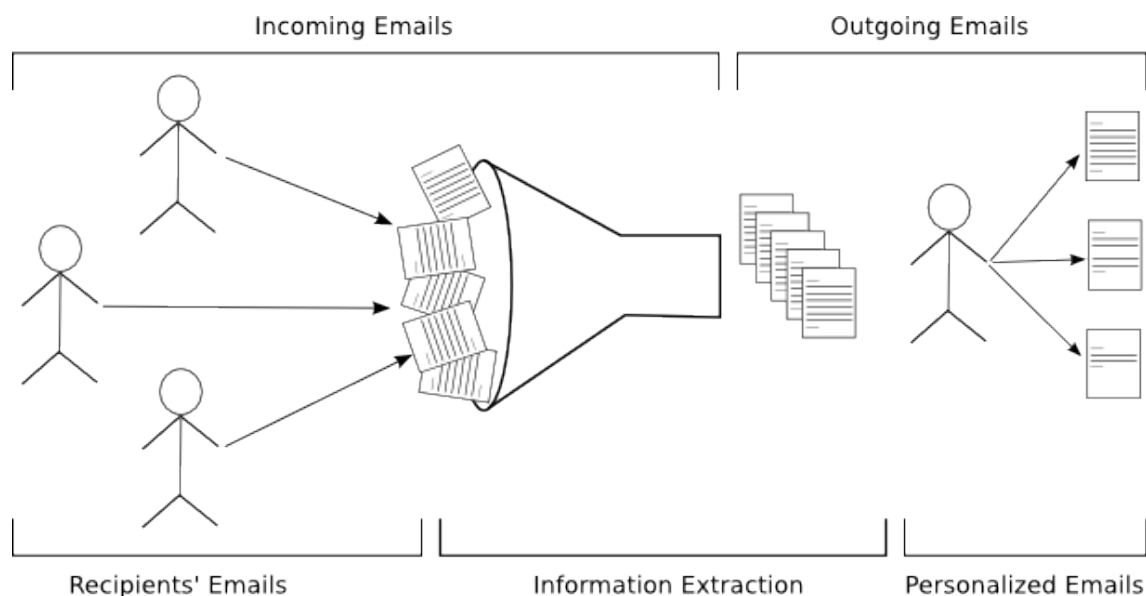 Incoming Emails
Outgoing Emails
Recipients' Emails
Information Extraction
Personalized Emails